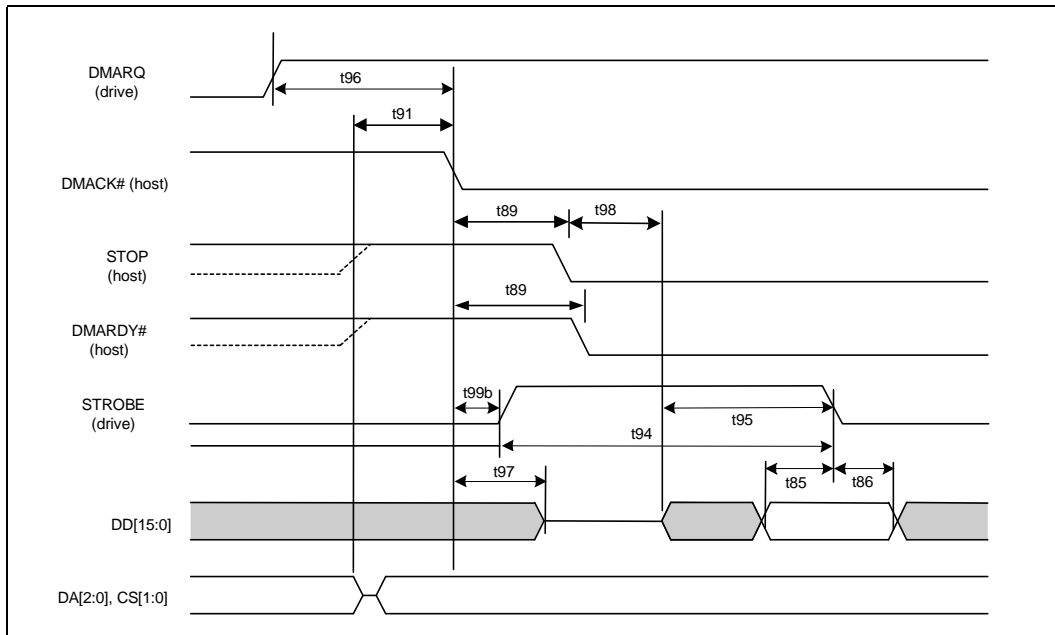 DMARQ
(drive)
t96
t91
DMACK# (host)
t89
t98
STOP
(host)
t89
DMARDY#
(host)
t99b
STROBE
(drive)
t95
t94
t97
t85
t86
DD[15:0]
DA[2:0], CS[1:0]